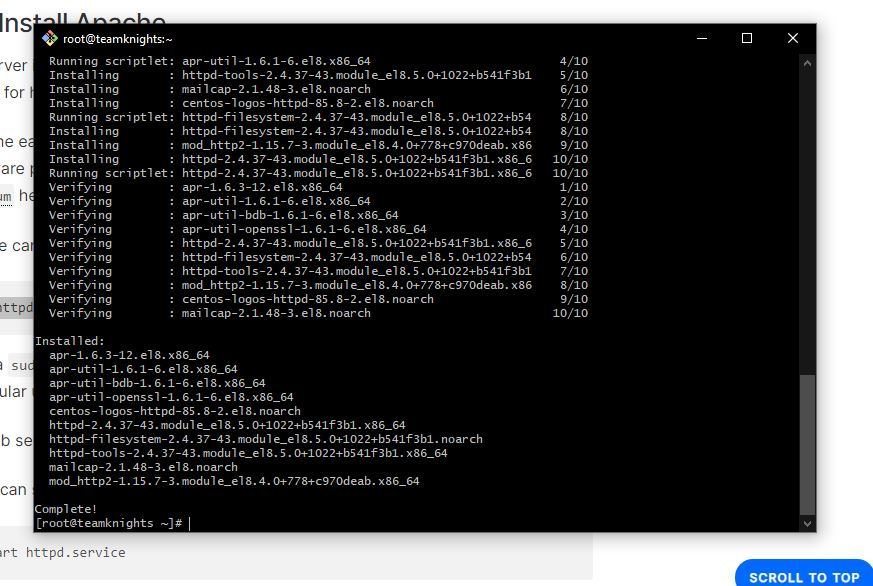 Install Apache
root@teamknights:~
Running scriptlet: apr-util-1.6.1-6.el8.x86_64 4/10
Installing : httpd-tools-2.4.37-43.module_el8.5.0+1022+b541f3b1 5/10
Installing : mailcap-2.1.48-3.el8.noarch 6/10
Installing : centos-logos-httpd-85.8-2.el8.noarch 7/10
Running scriptlet: httpd-filesystem-2.4.37-43.module_el8.5.0+1022+b54 8/10
Installing : httpd-filesystem-2.4.37-43.module_el8.5.0+1022+b54 8/10
Installing : mod_http2-1.15.7-3.module_el8.4.0+778+c970deab.x86 9/10
Installing : httpd-2.4.37-43.module_el8.5.0+1022+b541f3b1.x86_6 10/10
Running scriptlet: httpd-2.4.37-43.module_el8.5.0+1022+b541f3b1.x86_6 10/10
Verifying : apr-1.6.3-12.el8.x86_64 1/10
Verifying : apr-util-1.6.1-6.el8.x86_64 2/10
Verifying : apr-util-bdb-1.6.1-6.el8.x86_64 3/10
Verifying : apr-util-openssl-1.6.1-6.el8.x86_64 4/10
Verifying : httpd-2.4.37-43.module_el8.5.0+1022+b541f3b1.x86_6 5/10
Verifying : httpd-filesystem-2.4.37-43.module_el8.5.0+1022+b54 6/10
Verifying : httpd-tools-2.4.37-43.module_el8.5.0+1022+b541f3b1 7/10
Verifying : mod_http2-1.15.7-3.module_el8.4.0+778+c970deab.x86 8/10
Verifying : centos-logos-httpd-85.8-2.el8.noarch 9/10
Verifying : mailcap-2.1.48-3.el8.noarch 10/10
Installed:
apr-1.6.3-12.el8.x86_64
apr-util-1.6.1-6.el8.x86_64
apr-util-bdb-1.6.1-6.el8.x86_64
apr-util-openssl-1.6.1-6.el8.x86_64
centos-logos-httpd-85.8-2.el8.noarch
httpd-2.4.37-43.module_el8.5.0+1022+b541f3b1.x86_64
httpd-filesystem-2.4.37-43.module_el8.5.0+1022+b541f3b1.noarch
httpd-tools-2.4.37-43.module_el8.5.0+1022+b541f3b1.x86_64
mailcap-2.1.48-3.el8.noarch
mod_http2-1.15.7-3.module_el8.4.0+778+c970deab.x86_64
Complete!
[root@teamknights ~]#
art httpd.service
SCROLL TO TOP